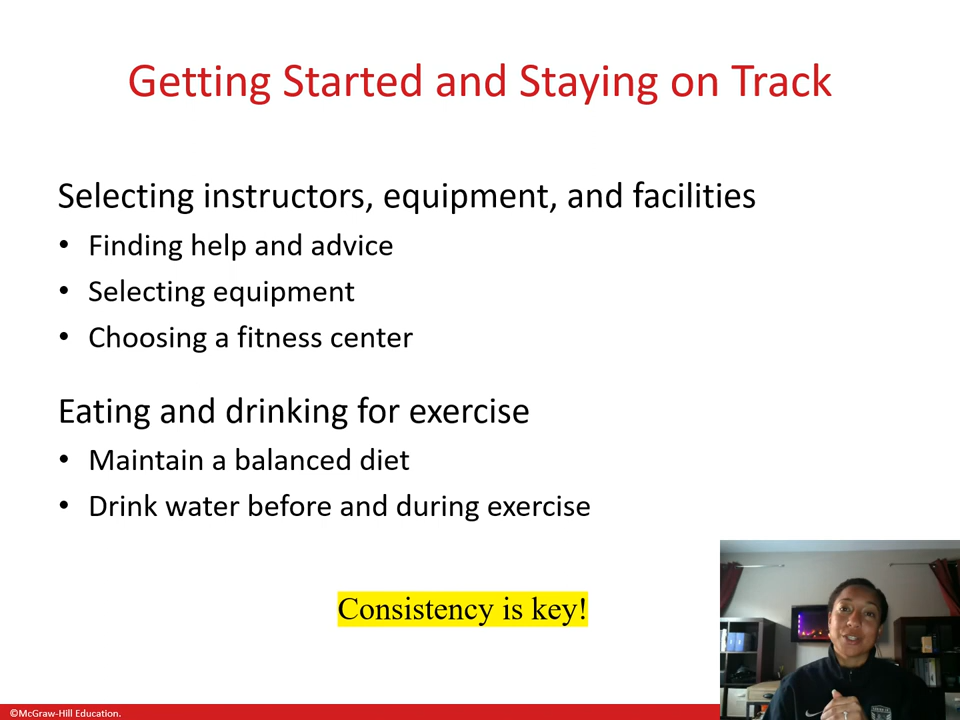 Getting Started and Staying on Track
Selecting instructors, equipment, and facilities
• Finding help and advice
• Selecting equipment
• Choosing a fitness center
Eating and drinking for exercise
• Maintain a balanced diet
• Drink water before and during exercise
Consistency is key!
©McGraw-Hill Education.